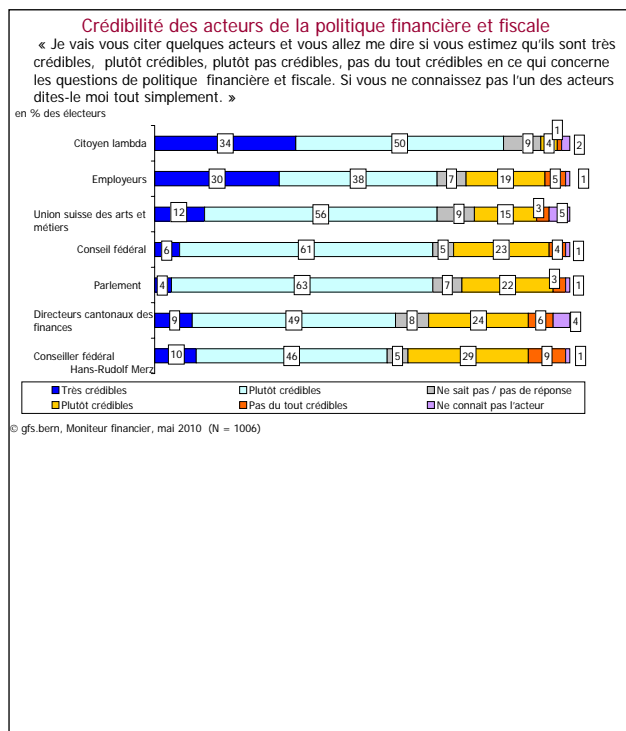 Crédibilité des acteurs de la politique financière et fiscale
« Je vais vous citer quelques acteurs et vous allez me dire si vous estimez qu'ils sont très
crédibles, plutôt crédibles, plutôt pas crédibles, pas du tout crédibles en ce qui concerne
les questions de politique financière et fiscale. Si vous ne connaissez pas l'un des acteurs
dites-le moi tout simplement. »
en % des électeurs
Citoyen lambda 34 50 9 4 1 2
Employeurs 30 38 7 19 5 1
Union suisse des arts et
métiers 12 56 9 15 3 5
Conseil fédéral 6 61 5 23 4 1
Parlement 4 63 7 22 3 1
Directeurs cantonaux des
finances 9 49 8 24 6 4
Conseiller fédéral
Hans-Rudolf Merz 10 46 5 29 9 1
Très crédibles Plutôt crédibles Ne sait pas / pas de réponse
Plutôt crédibles Pas du tout crédibles Ne connaît pas l'acteur
© gfs.bern, Moniteur financier, mai 2010 (N = 1006)